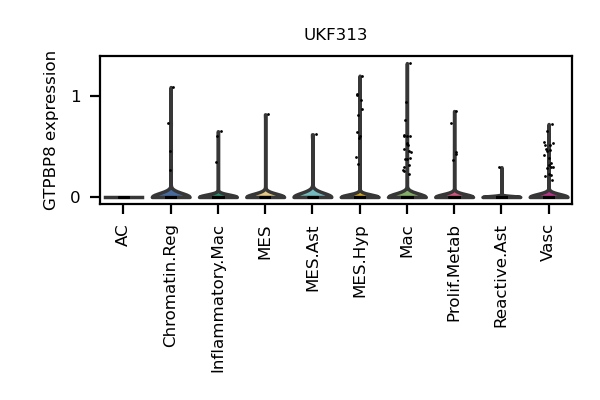 UKF313
GTPBP8 expression
1
0
AC
Chromatin.Reg
Inflammatory.Mac
MES
MES.Ast
MES.Hyp
Mac
Prolif.Metab
Reactive.Ast
Vasc